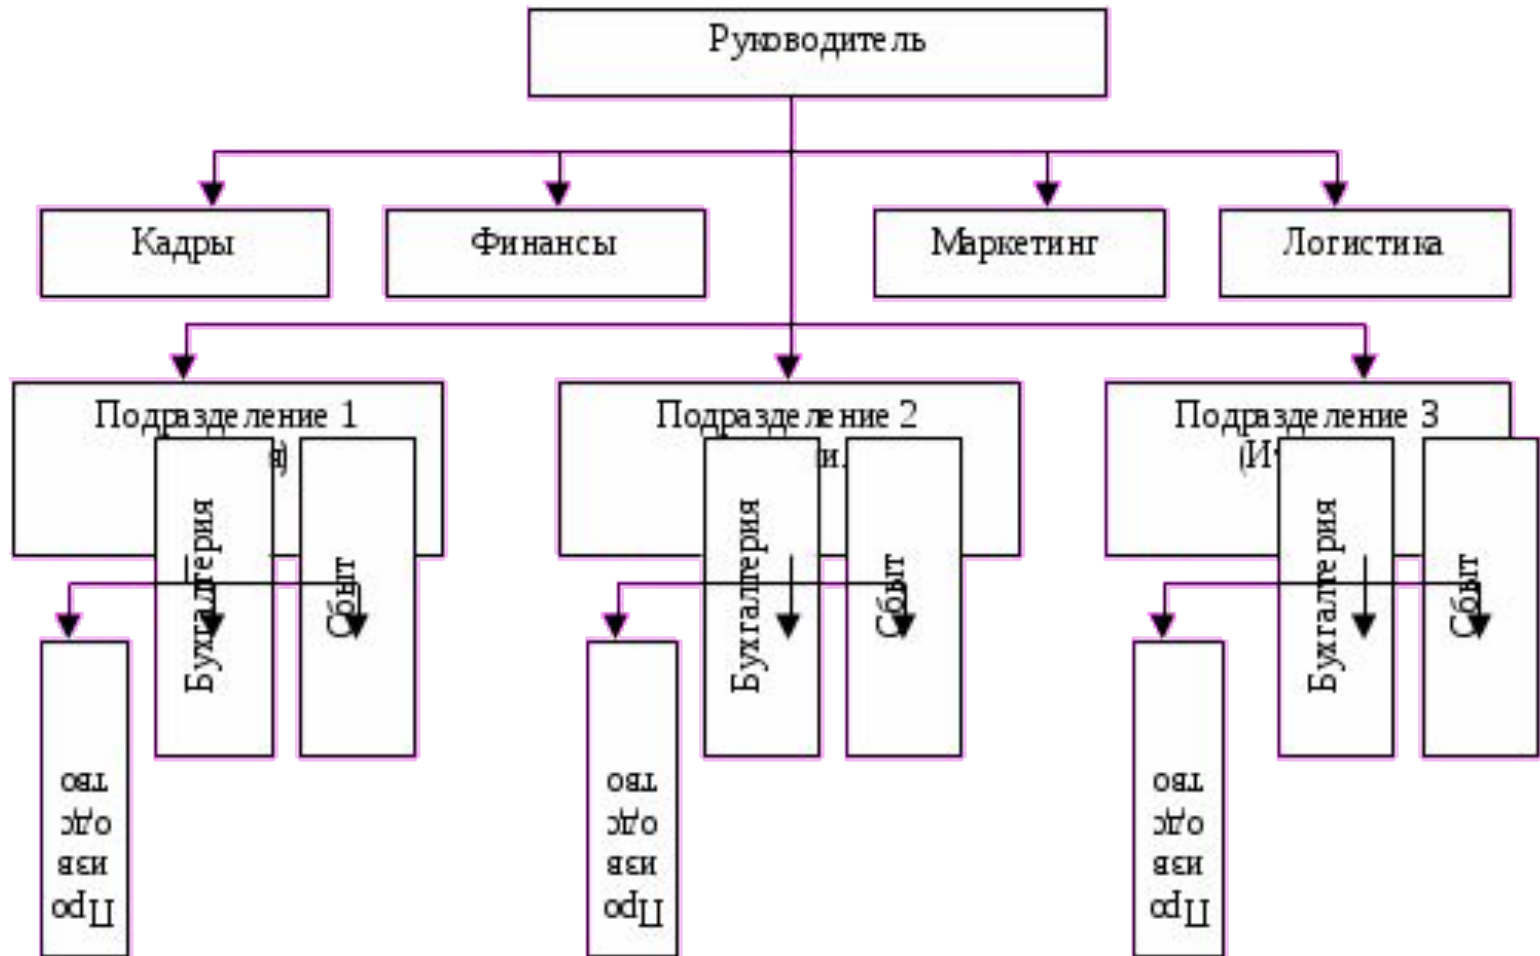 Руководитель
Кадры
Финансы
Маркетинг
Логистика
Подразделение 1
я)
Подразделение 2
Подразделение 3
Бухгалтерия
Сбыт
Бухгалтерия
Сбыт
Бухгалтерия
Сбыт
Про
изв
одс
тво
Про
изв
одс
тво
Про
изв
одс
тво